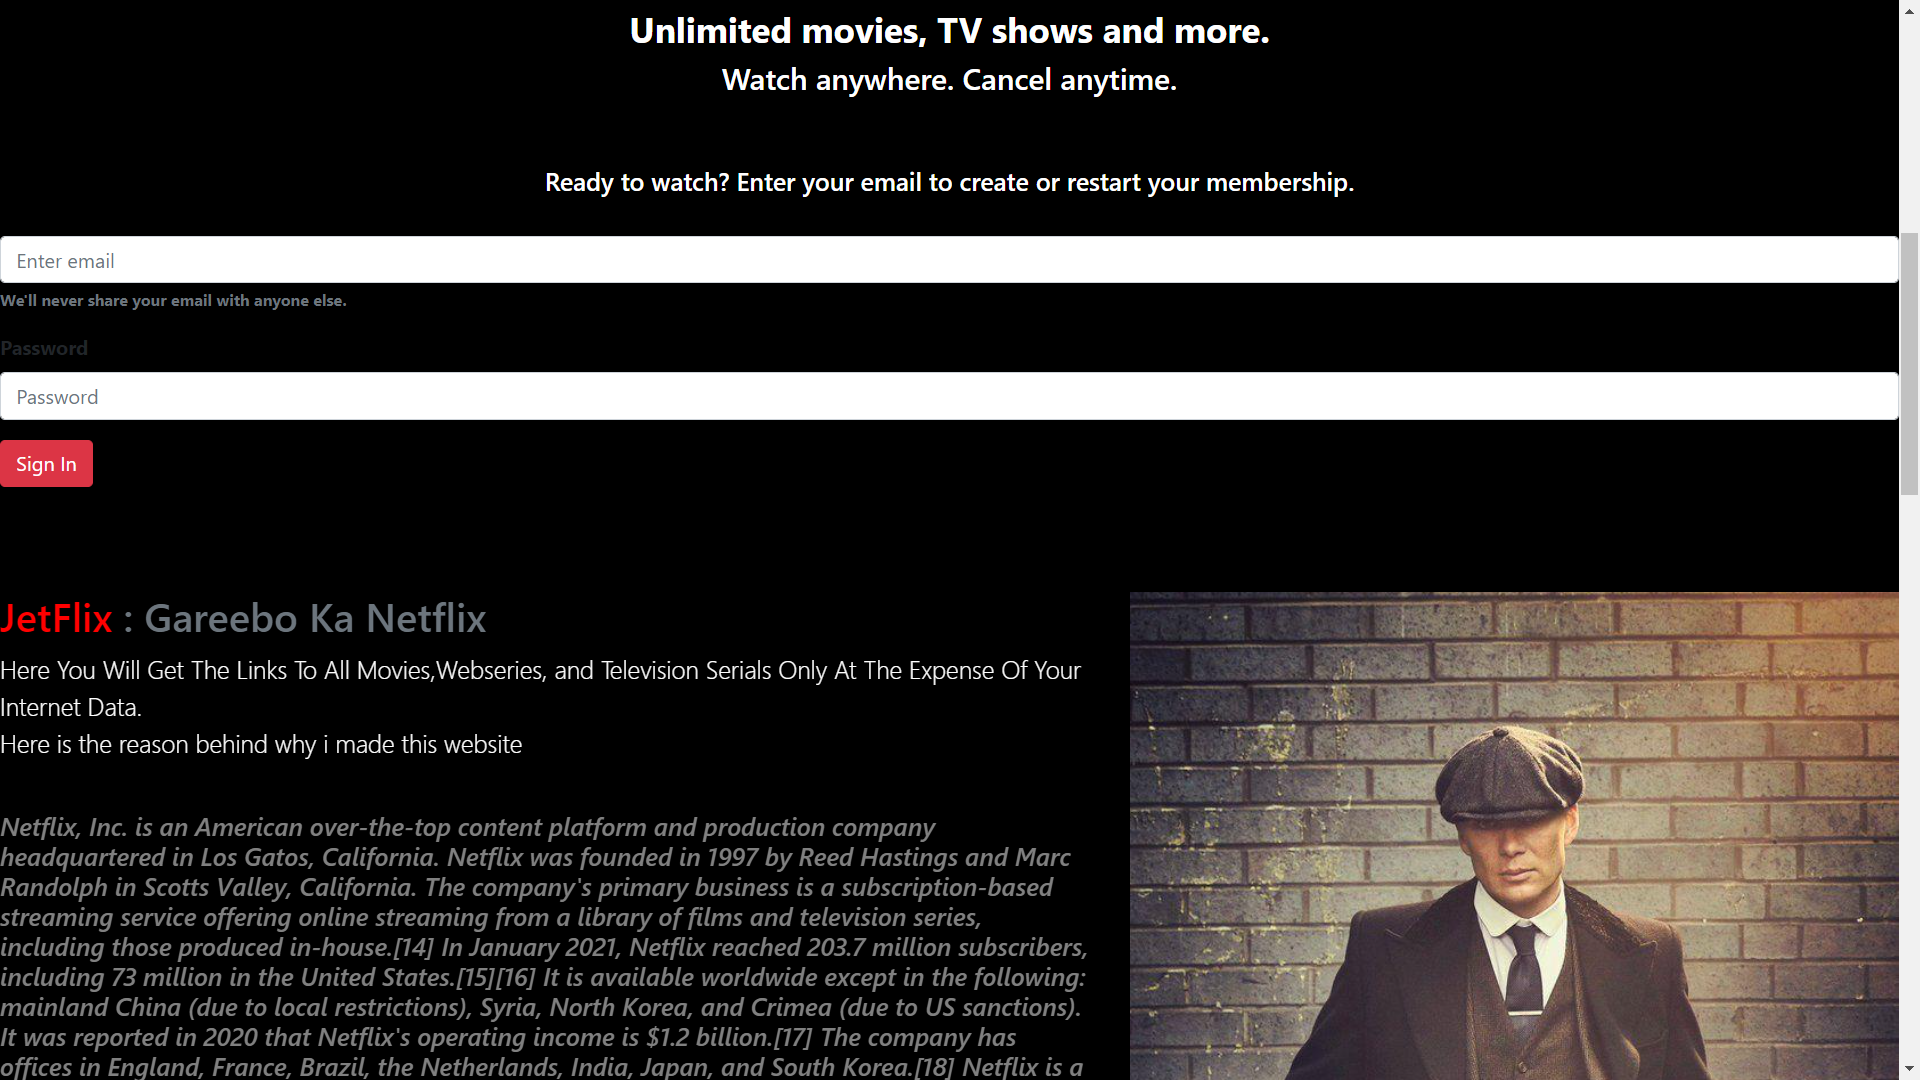 Unlimited movies, TV shows and more.
Watch anywhere. Cancel anytime.
Ready to watch? Enter your email to create or restart your membership.
Enter email
We'll never share your email with anyone else.
Password
Password
Sign In
JetFlix : Gareebo Ka Netflix
Here You Will Get The Links To All Movies,Webseries, and Television Serials Only At The Expense Of Your
Internet Data.
Here is the reason behind why i made this website
Netflix, Inc. is an American over-the-top content platform and production company
headquartered in Los Gatos, California. Netflix was founded in 1997 by Reed Hastings and Marc
Randolph in Scotts Valley, California. The company's primary business is a subscription-based
streaming service offering online streaming from a library of films and television series,
including those produced in-house.[14] In January 2021, Netflix reached 203.7 million subscribers,
including 73 million in the United States.[15][16] It is available worldwide except in the following:
mainland China (due to local restrictions), Syria, North Korea, and Crimea (due to US sanctions).
It was reported in 2020 that Netflix's operating income is $1.2 billion.[17] The company has
offices in England, France, Brazil, the Netherlands, India, Japan, and South Korea.[18] Netflix is a